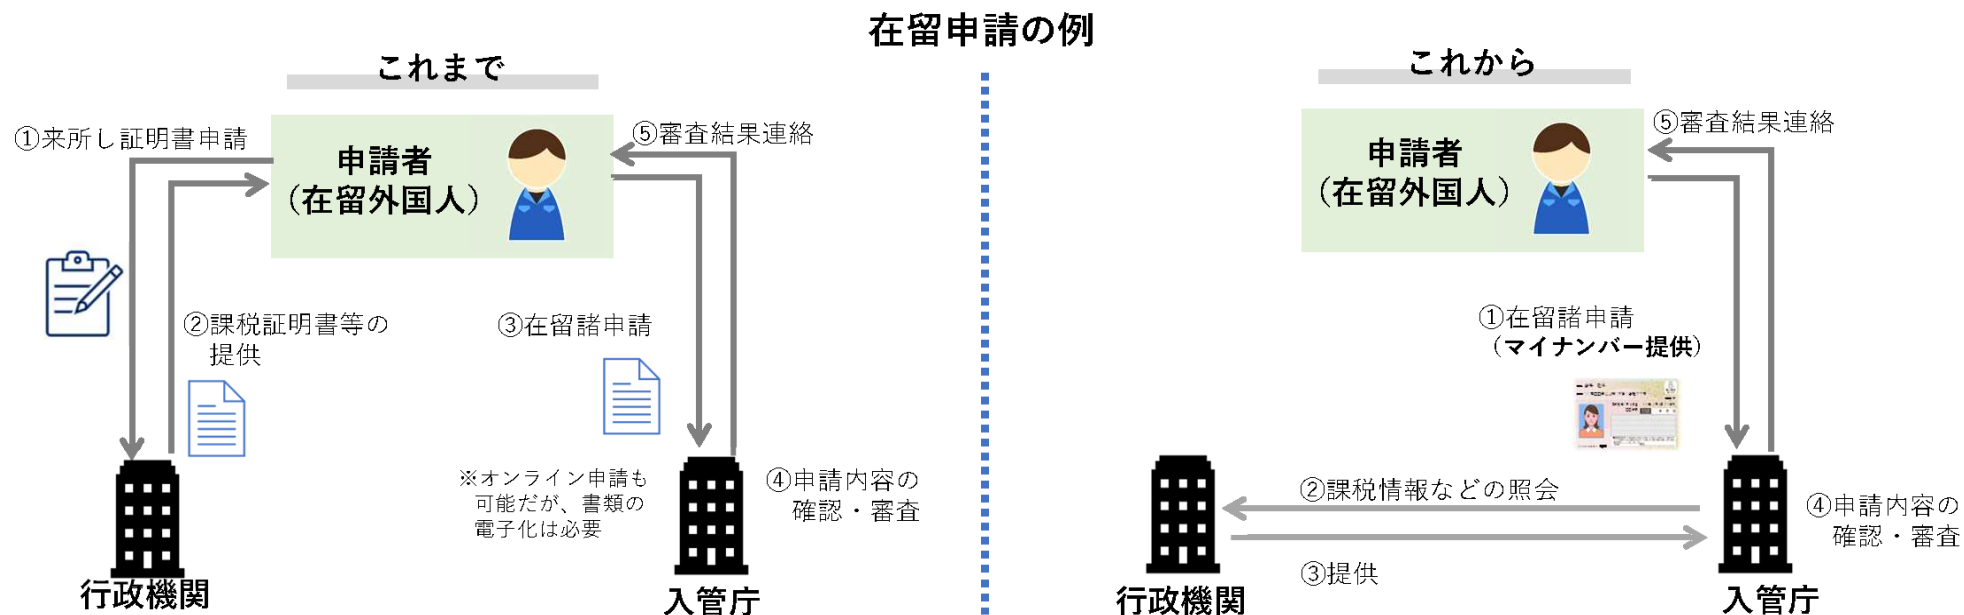 在留申請の例
これまで
①来所し証明書申請
申請者
（在留外国人）
⑤審査結果連絡
②課税証明書等の
提供
③在留諸申請
※オンライン申請も
可能だが、書類の
電子化は必要
④申請内容の
確認・審査
行政機関
入管庁
これから
申請者
（在留外国人）
⑤審査結果連絡
①在留諸申請
（マイナンバー提供）
②課税情報などの照会
③提供
④申請内容の
確認・審査
行政機関
入管庁